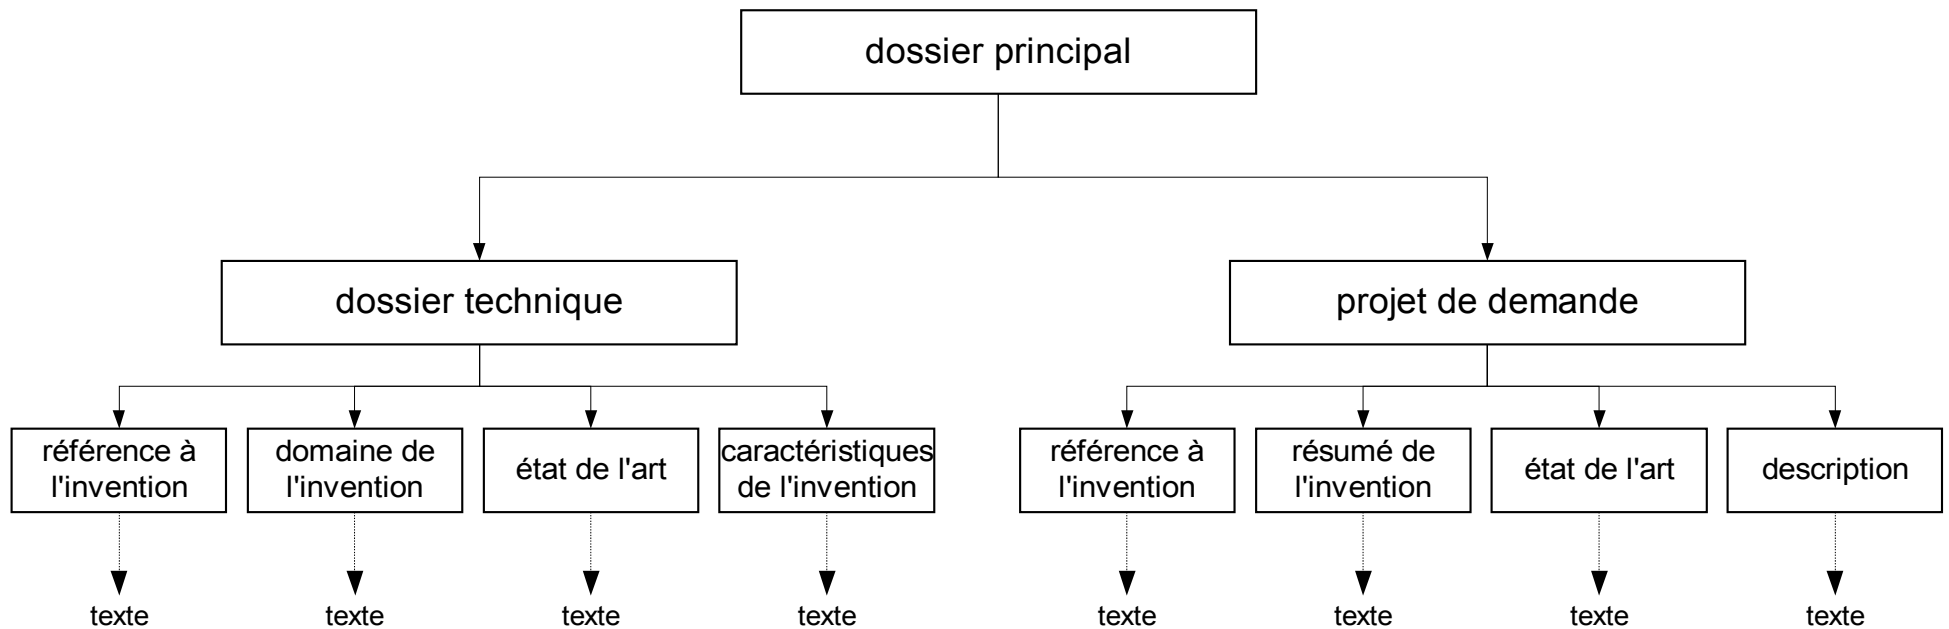 dossier principal
dossier technique
projet de demande
référence à
l'invention
domaine de
l'invention
état de l'art
caractéristiques
de l'invention
référence à
l'invention
résumé de
l'invention
état de l'art
description
texte
texte
texte
texte
texte
texte
texte
texte